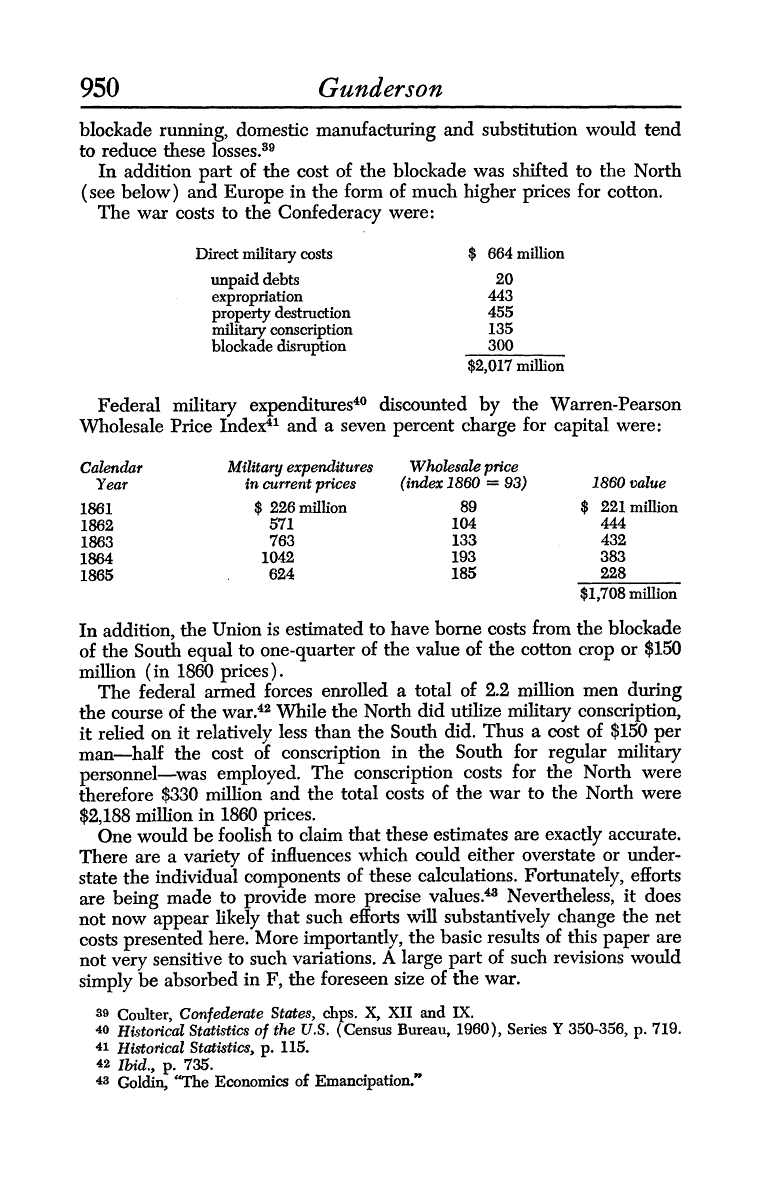 950 Gunderson
blockade running, domestic manufacturing and substitution would tend
to reduce these losses.³⁹
In addition part of the cost of the blockade was shifted to the North
(see below) and Europe in the form of much higher prices for cotton.
The war costs to the Confederacy were:
Direct military costs $ 664 million
unpaid debts 20
expropriation 443
property destruction 455
military conscription 135
blockade disruption 300
$2,017 million
Federal military expenditures⁴⁰ discounted by the Warren-Pearson
Wholesale Price Index⁴¹ and a seven percent charge for capital were:
Calendar Military expenditures Wholesale price
Year in current prices (index 1860 = 93) 1860 value
1861 $ 226 million 89 $ 221 million
1862 571 104 444
1863 763 133 432
1864 1042 193 383
1865 624 185 228
$1,708 million
In addition, the Union is estimated to have borne costs from the blockade
of the South equal to one-quarter of the value of the cotton crop or $150
million (in 1860 prices).
The federal armed forces enrolled a total of 2.2 million men during
the course of the war.⁴² While the North did utilize military conscription,
it relied on it relatively less than the South did. Thus a cost of $150 per
man—half the cost of conscription in the South for regular military
personnel—was employed. The conscription costs for the North were
therefore $330 million and the total costs of the war to the North were
$2,188 million in 1860 prices.
One would be foolish to claim that these estimates are exactly accurate.
There are a variety of influences which could either overstate or under-
state the individual components of these calculations. Fortunately, efforts
are being made to provide more precise values.⁴³ Nevertheless, it does
not now appear likely that such efforts will substantively change the net
costs presented here. More importantly, the basic results of this paper are
not very sensitive to such variations. A large part of such revisions would
simply be absorbed in F, the foreseen size of the war.
³⁹ Coulter, Confederate States, chps. X, XII and IX.
⁴⁰ Historical Statistics of the U.S. (Census Bureau, 1960), Series Y 350-356, p. 719.
⁴¹ Historical Statistics, p. 115.
⁴² Ibid., p. 735.
⁴³ Goldin, "The Economics of Emancipation."